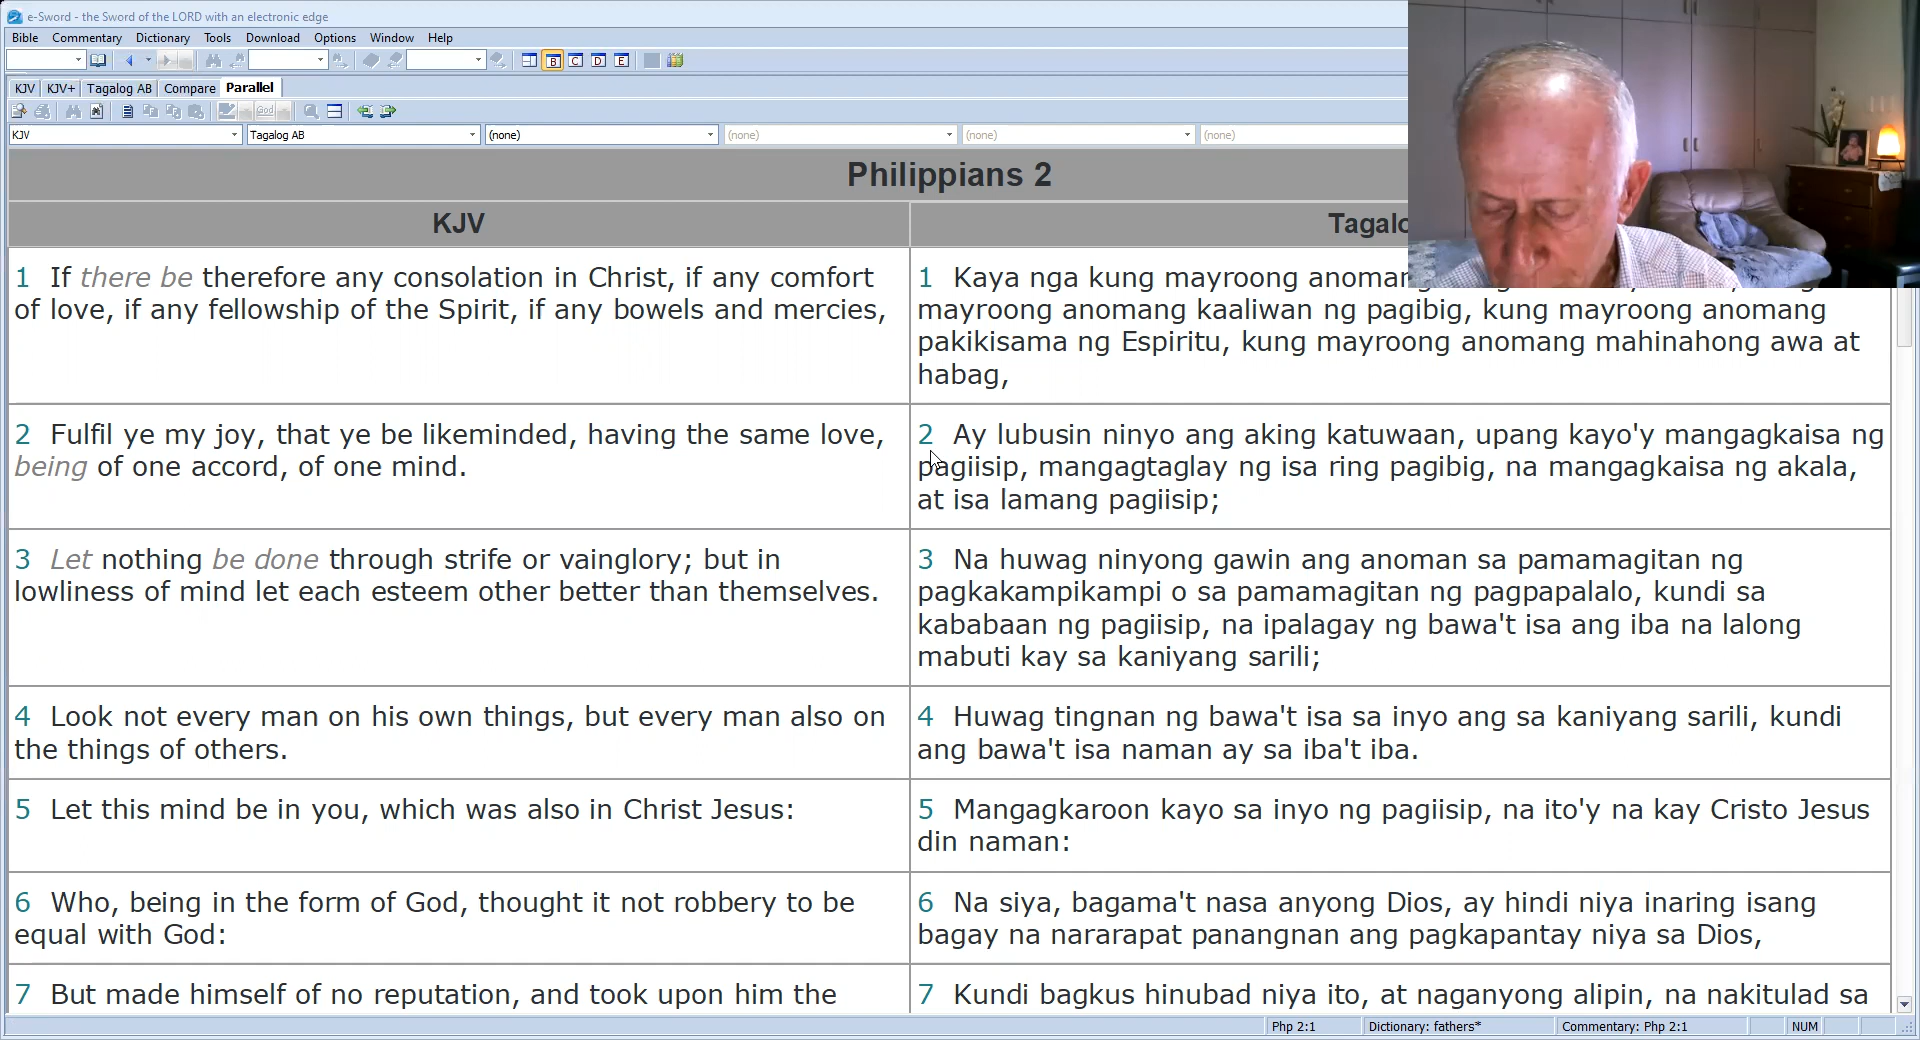 e-Sword - the Sword of the LORD with an electronic edge
Bible Commentary Dictionary Tools Download Options Window Help
B C D E
KJV KJV+ Tagalog AB Compare Parallel
God
KJV Tagalog AB (none) (none) (none) (none)
Philippians 2
KJV
1 If there be therefore any consolation in Christ, if any comfort
of love, if any fellowship of the Spirit, if any bowels and mercies,
1 Kaya nga kung mayroong
mayroong anomang kaaliwan ng pagibig, kung mayroong anomang
pakikisama ng Espiritu, kung mayroong anomang mahinahong awa at
habag,
2 Fulfil ye my joy, that ye be likeminded, having the same love,
being of one accord, of one mind.
2 Ay lubusin ninyo ang aking katuwaan, upang kayo'y mangagkaisa ng
pagiisip, mangagtaglay ng isa ring pagibig, na mangagkaisa ng akala,
at isa lamang pagiisip;
3 Let nothing be done through strife or vainglory; but in
lowliness of mind let each esteem other better than themselves.
3 Na huwag ninyong gawin ang anoman sa pamamagitan ng
pagkakampikampi o sa pamamagitan ng pagpapalalo, kundi sa
kababaan ng pagiisip, na ipalagay ng bawa't isa ang iba na lalong
mabuti kay sa kaniyang sarili;
4 Look not every man on his own things, but every man also on
the things of others.
4 Huwag tingnan ng bawa't isa sa inyo ang sa kaniyang sarili, kundi
ang bawa't isa naman ay sa iba't iba.
5 Let this mind be in you, which was also in Christ Jesus:
5 Mangagkaroon kayo sa inyo ng pagiisip, na ito'y na kay Cristo Jesus
din naman:
6 Who, being in the form of God, thought it not robbery to be
equal with God:
6 Na siya, bagama't nasa anyong Dios, ay hindi niya inaring isang
bagay na nararapat panangnan ang pagkapantay niya sa Dios,
7 But made himself of no reputation, and took upon him the
7 Kundi bagkus hinubad niya ito, at naganyong alipin, na nakitulad sa
Php 2:1 Dictionary: fathers* Commentary: Php 2:1 NUM